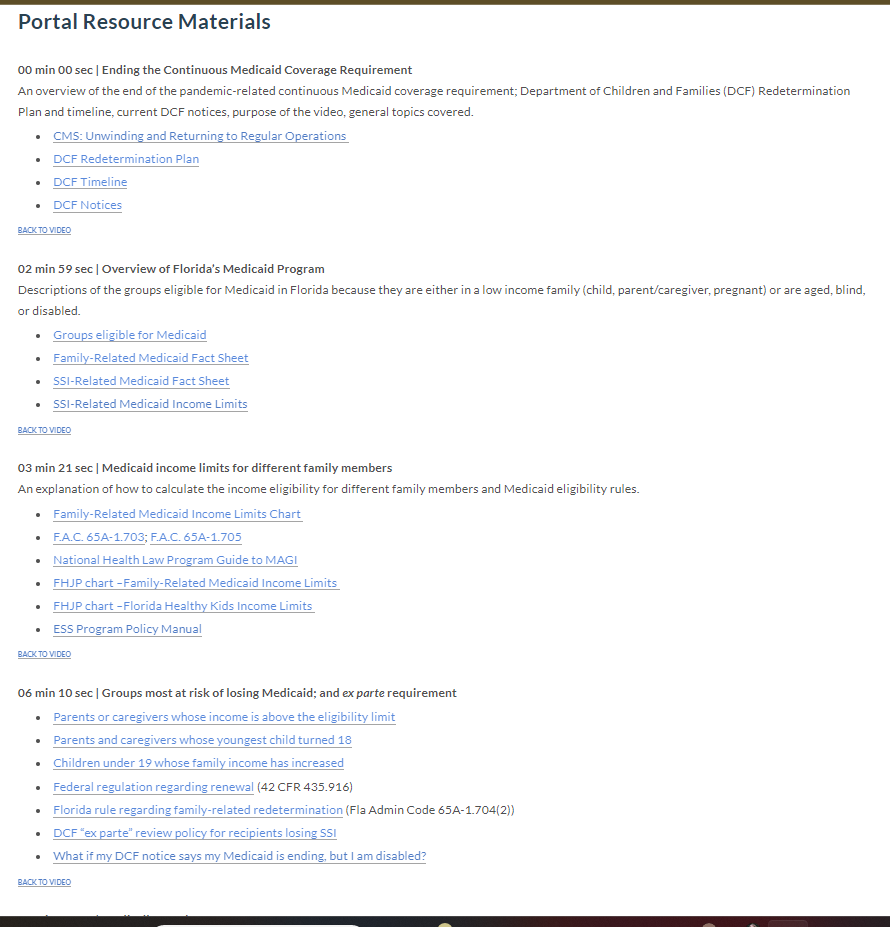 Portal Resource Materials
00 min 00 sec | Ending the Continuous Medicaid Coverage Requirement
An overview of the end of the pandemic-related continuous Medicaid coverage requirement; Department of Children and Families (DCF) Redetermination
Plan and timeline, current DCF notices, purpose of the video, general topics covered.
• CMS: Unwinding and Returning to Regular Operations
• DCF Redetermination Plan
• DCF Timeline
• DCF Notices
BACK TO VIDEO
02 min 59 sec | Overview of Florida’s Medicaid Program
Descriptions of the groups eligible for Medicaid in Florida because they are either in a low income family (child, parent/caregiver, pregnant) or are aged, blind,
or disabled.
• Groups eligible for Medicaid
• Family-Related Medicaid Fact Sheet
• SSI-Related Medicaid Fact Sheet
• SSI-Related Medicaid Income Limits
BACK TO VIDEO
03 min 21 sec | Medicaid income limits for different family members
An explanation of how to calculate the income eligibility for different family members and Medicaid eligibility rules.
• Family-Related Medicaid Income Limits Chart
• F.A.C. 65A-1.703; F.A.C. 65A-1.705
• National Health Law Program Guide to MAGI
• FHJP chart –Family-Related Medicaid Income Limits
• FHJP chart –Florida Healthy Kids Income Limits
• ESS Program Policy Manual
BACK TO VIDEO
06 min 10 sec | Groups most at risk of losing Medicaid; and ex parte requirement
• Parents or caregivers whose income is above the eligibility limit
• Parents and caregivers whose youngest child turned 18
• Children under 19 whose family income has increased
• Federal regulation regarding renewal (42 CFR 435.916)
• Florida rule regarding family-related redetermination (Fla Admin Code 65A-1.704(2))
• DCF “ex parte” review policy for recipients losing SSI
• What if my DCF notice says my Medicaid is ending, but I am disabled?
BACK TO VIDEO